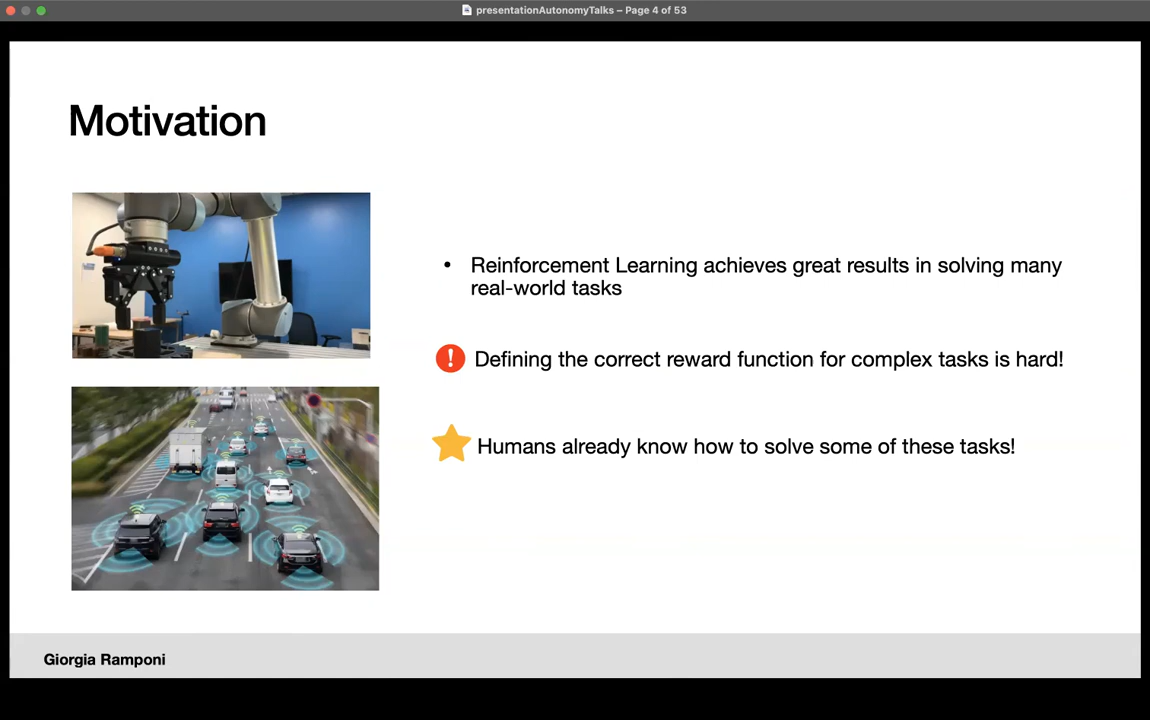 presentationAutonomyTalks – Page 4 of 53
Motivation
• Reinforcement Learning achieves great results in solving many
real-world tasks
Defining the correct reward function for complex tasks is hard!
Humans already know how to solve some of these tasks!
Giorgia Ramponi